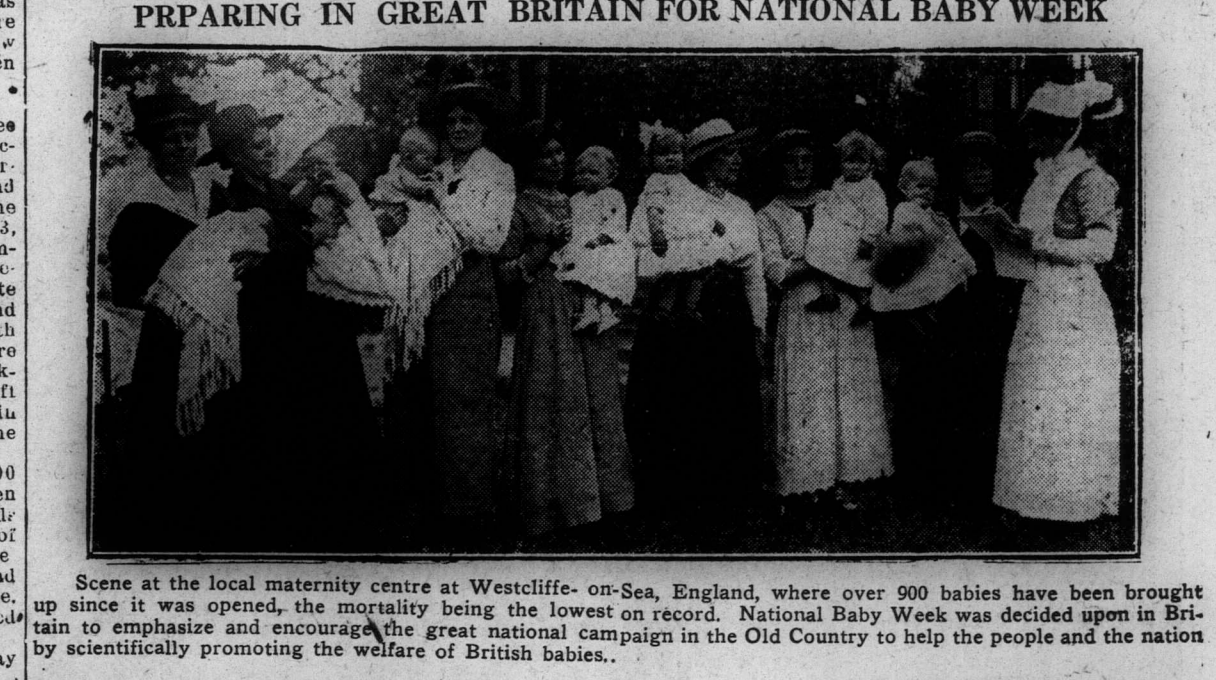 PRPARING IN GREAT BRITAIN FOR NATIONAL BABY WEEK
Scene at the local maternity centre at Westcliffe- on-Sea, England, where over 900 babies have been brought
up since it was opened, the mortality being the lowest on record. National Baby Week was decided upon in Bri-
tain to emphasize and encourage the great national campaign in the Old Country to help the people and the nation
by scientifically promoting the welfare of British babies..